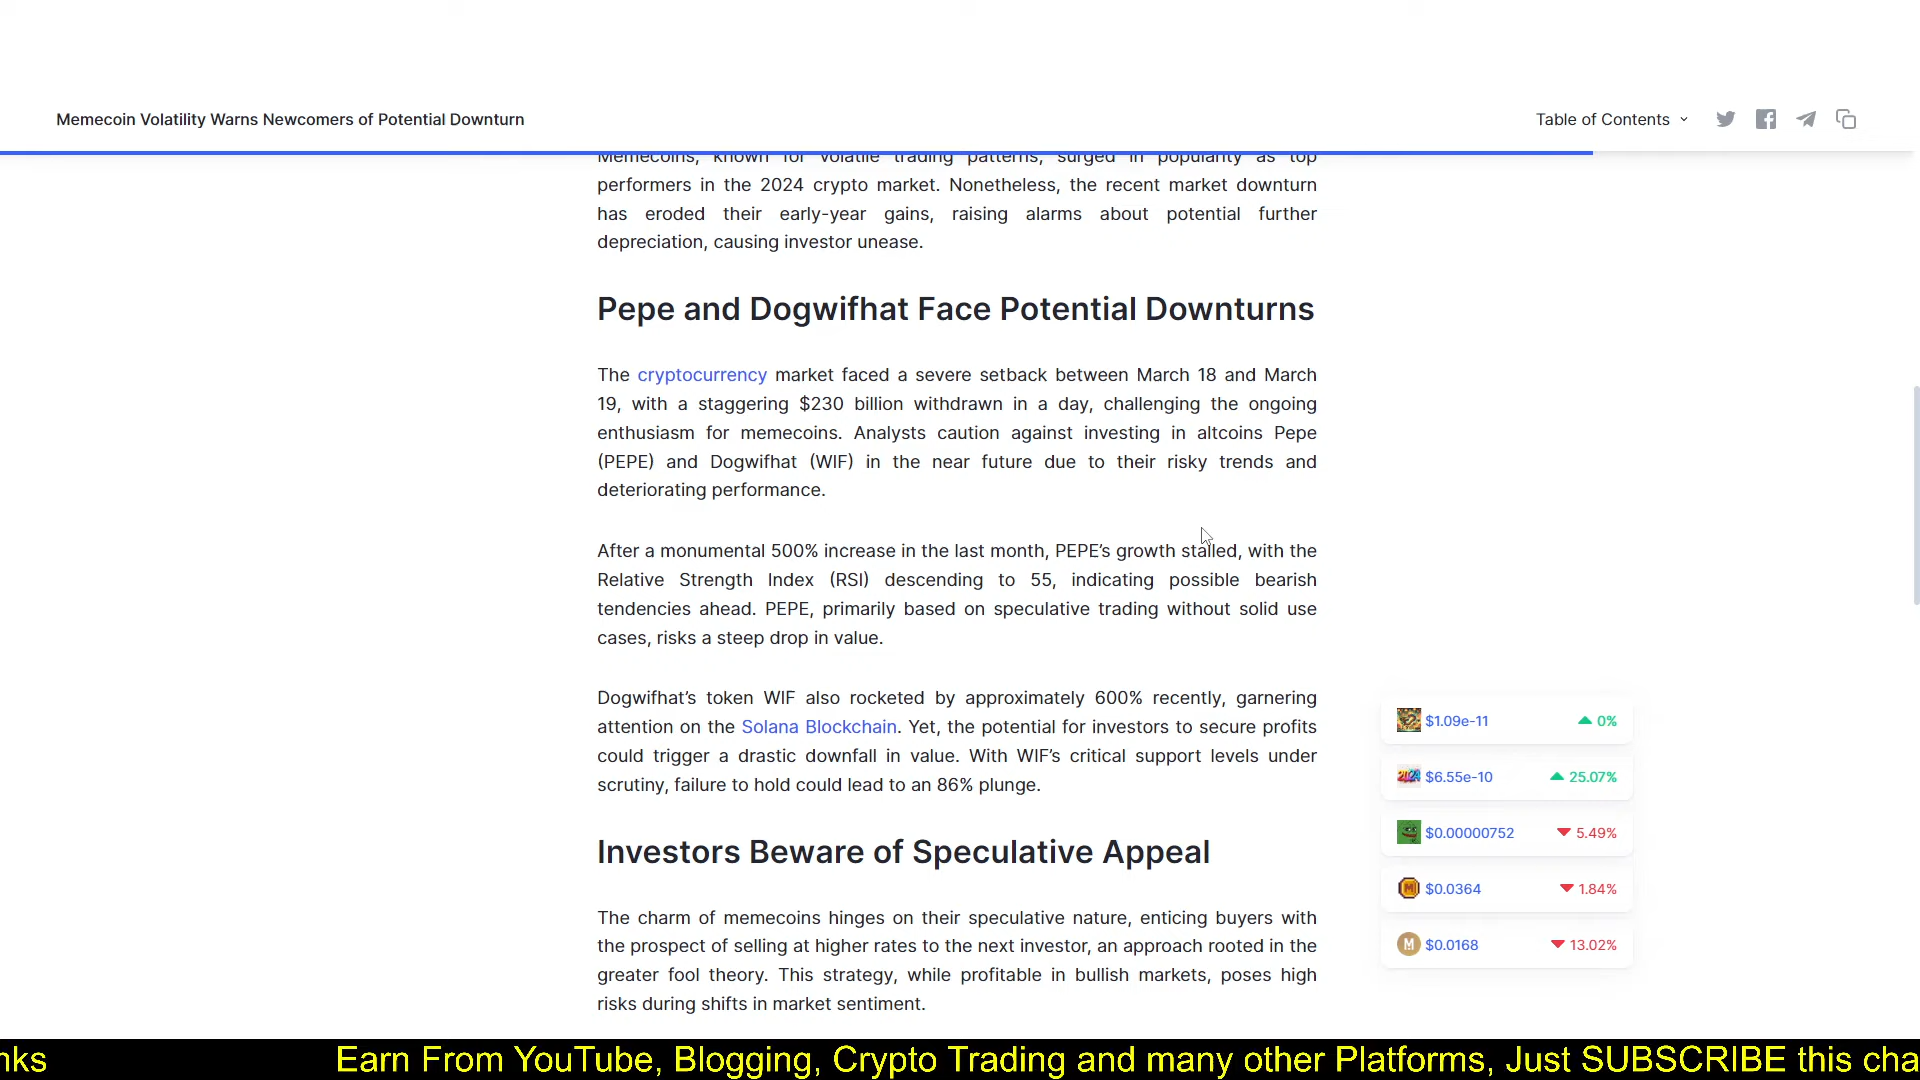 Memecoin Volatility Warns Newcomers of Potential Downturn
Table of Contents
Memecoins, known for volatile trading patterns, surged in popularity as top
performers in the 2024 crypto market. Nonetheless, the recent market downturn
has eroded their early-year gains, raising alarms about potential further
depreciation, causing investor unease.
Pepe and Dogwifhat Face Potential Downturns
The cryptocurrency market faced a severe setback between March 18 and March
19, with a staggering $230 billion withdrawn in a day, challenging the ongoing
enthusiasm for memecoins. Analysts caution against investing in altcoins Pepe
(PEPE) and Dogwifhat (WIF) in the near future due to their risky trends and
deteriorating performance.
After a monumental 500% increase in the last month, PEPE’s growth stalled, with the
Relative Strength Index (RSI) descending to 55, indicating possible bearish
tendencies ahead. PEPE, primarily based on speculative trading without solid use
cases, risks a steep drop in value.
Dogwifhat’s token WIF also rocketed by approximately 600% recently, garnering
attention on the Solana Blockchain. Yet, the potential for investors to secure profits
could trigger a drastic downfall in value. With WIF’s critical support levels under
scrutiny, failure to hold could lead to an 86% plunge.
Investors Beware of Speculative Appeal
The charm of memecoins hinges on their speculative nature, enticing buyers with
the prospect of selling at higher rates to the next investor, an approach rooted in the
greater fool theory. This strategy, while profitable in bullish markets, poses high
risks during shifts in market sentiment.
$1.09e-11 0%
$6.55e-10 25.07%
$0.00000752 5.49%
$0.0364 1.84%
$0.0168 13.02%
nks Earn From YouTube, Blogging, Crypto Trading and many other Platforms, Just SUBSCRIBE this cha